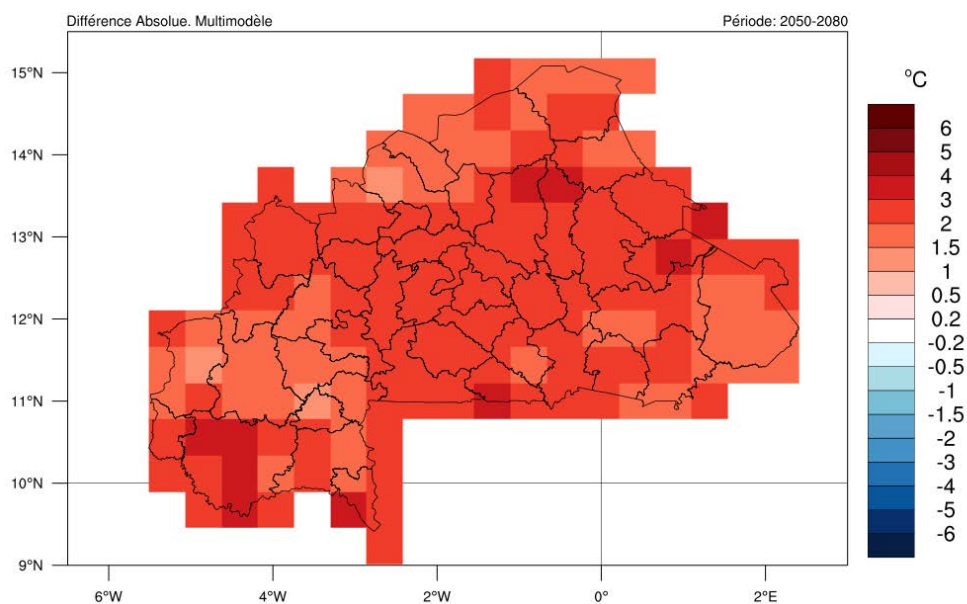 Différence Absolue. Multimodèle
Période: 2050-2080
15°N
14°N
13°N
12°N
11°N
10°N
9°N
6°W
4°W
2°W
0°
2°E
°C
6
5
4
3
2
1.5
1
0.5
0.2
-0.2
-0.5
-1
-1.5
-2
-3
-4
-5
-6